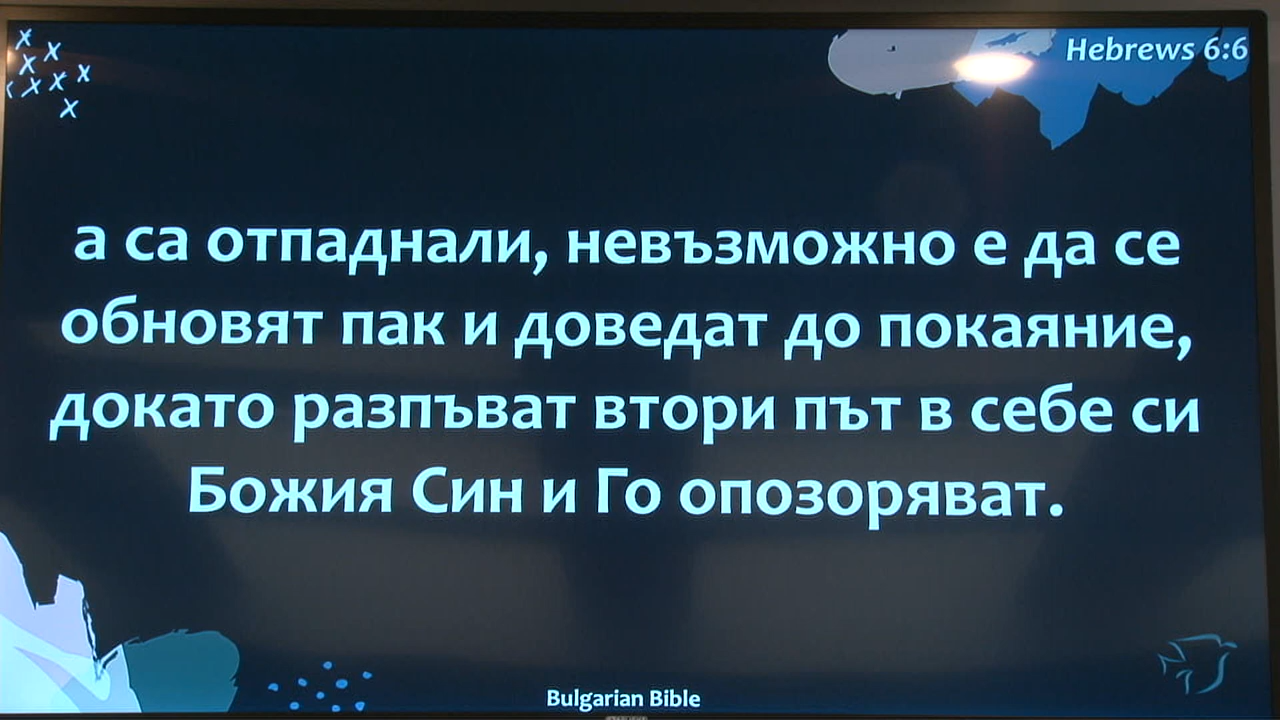 Hebrews 6:6
а са отпаднали, невъзможно е да се
обновят пак и доведат до покаяние,
докато разпъват втори път в себе си
Божия Син и Го опозоряват.
Bulgarian Bible